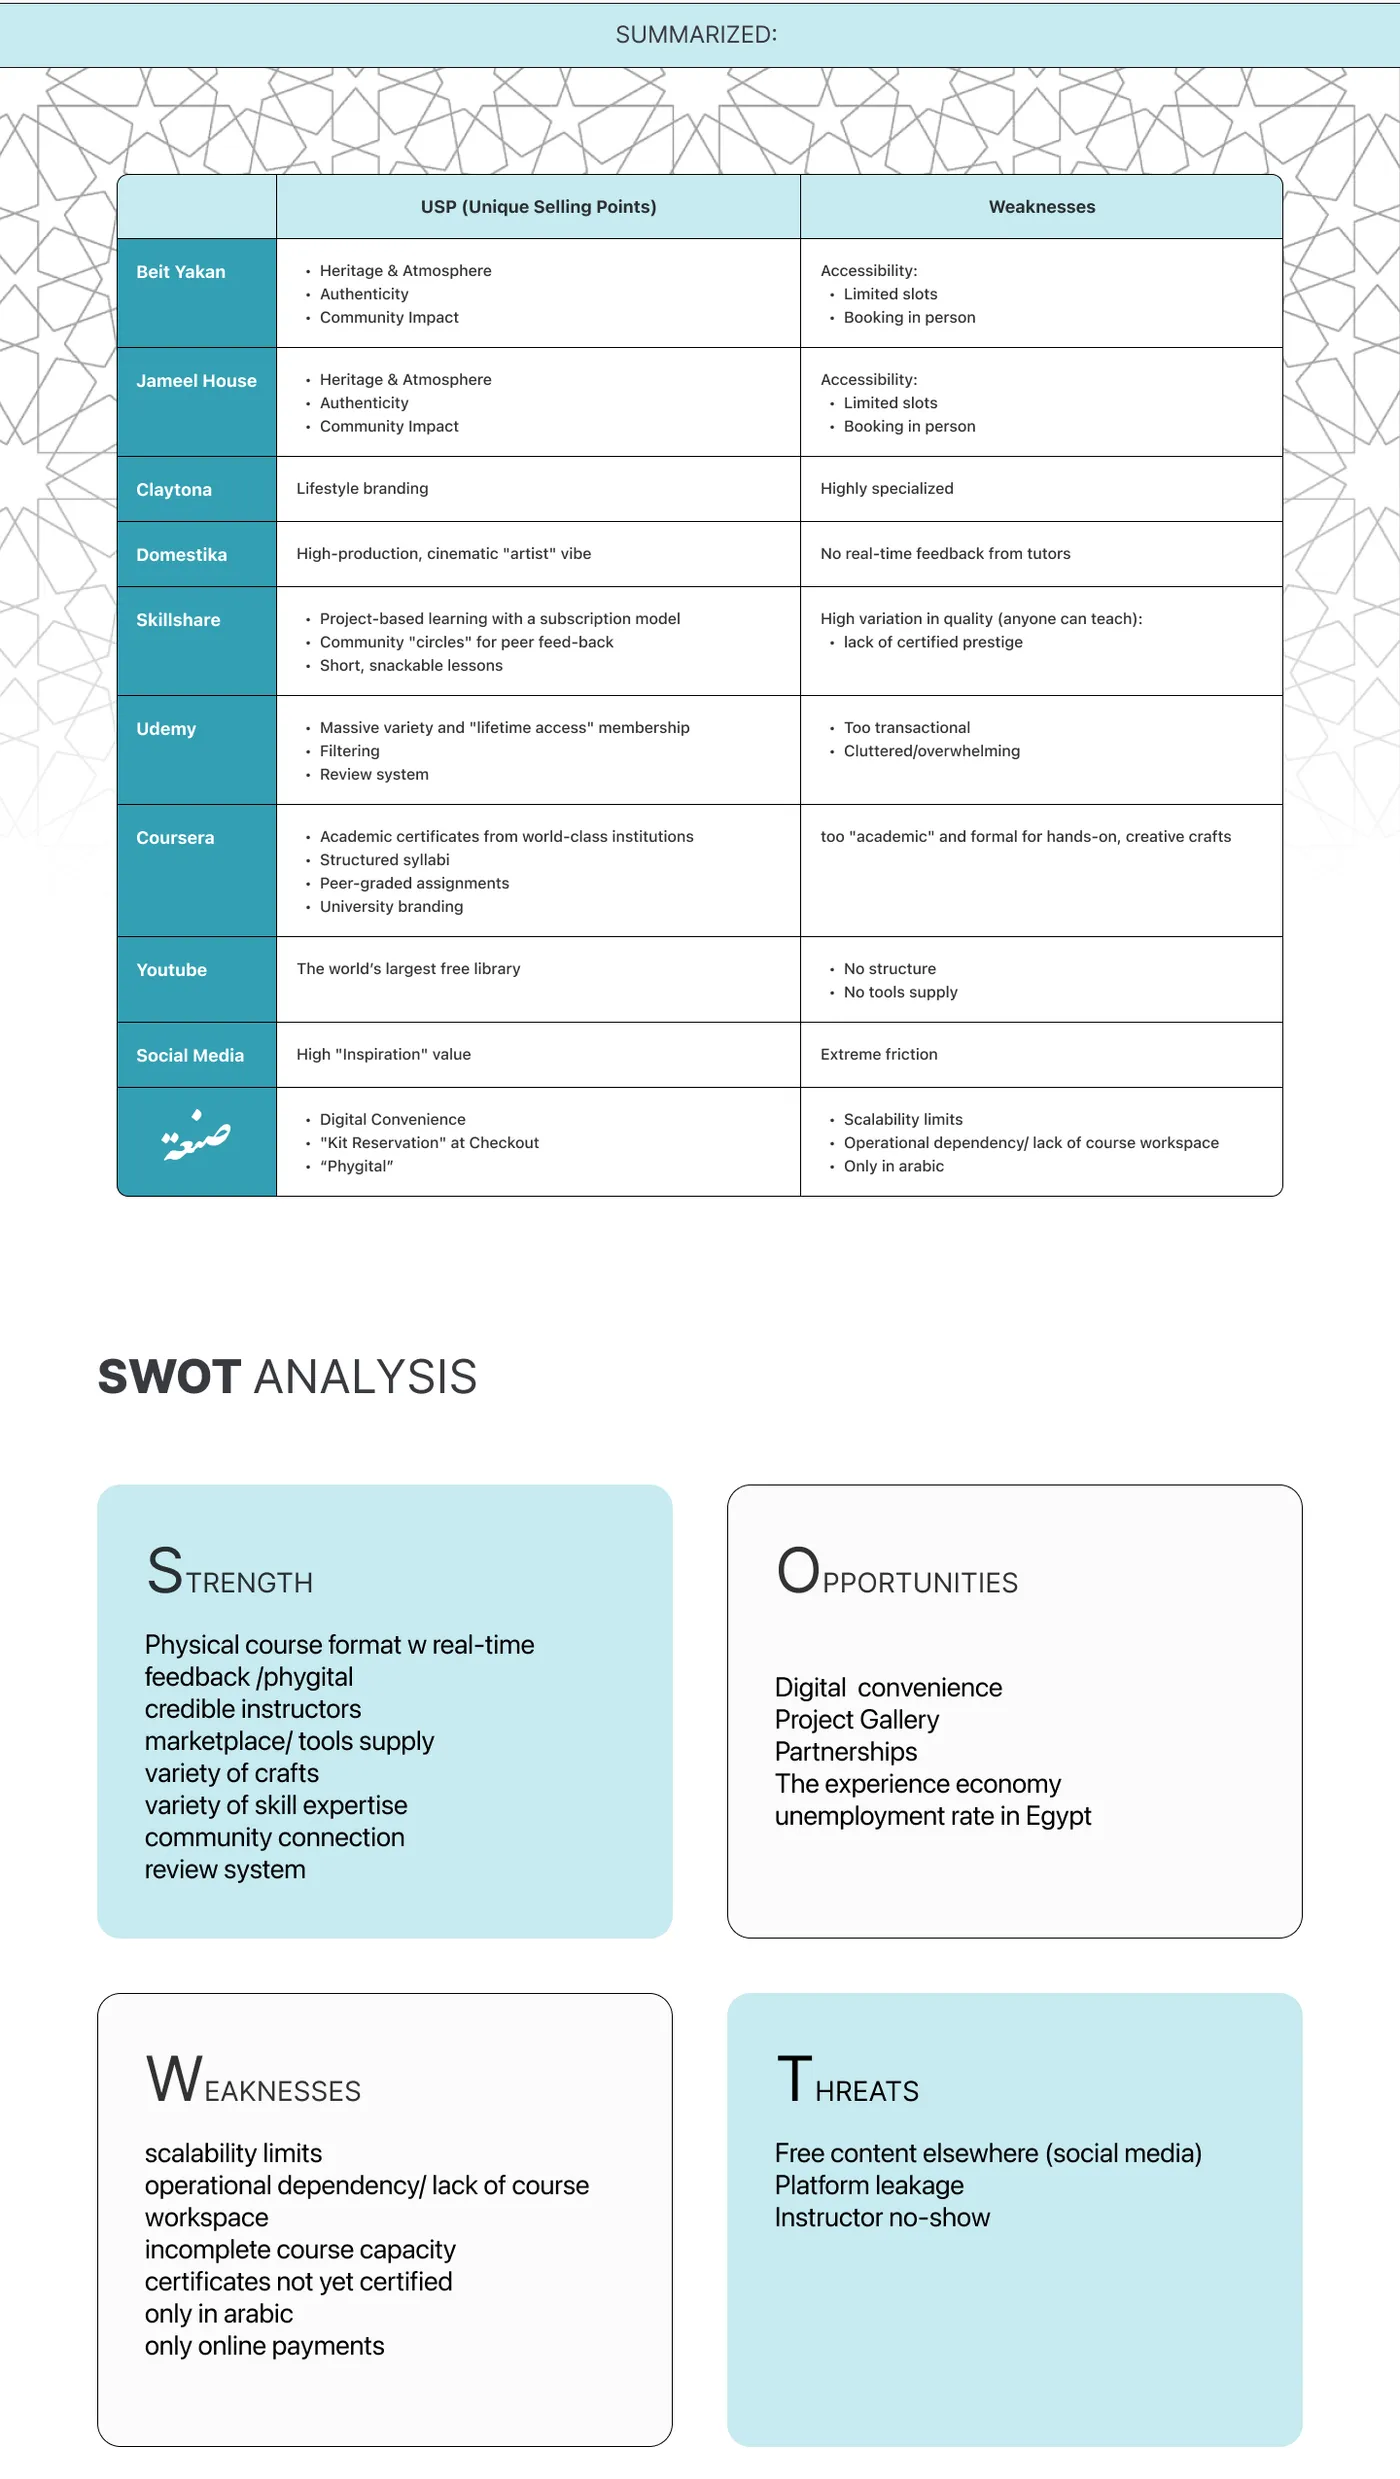 SUMMARIZED:
USP (Unique Selling Points)
Weaknesses
Beit Yakan
• Heritage & Atmosphere
• Authenticity
• Community Impact
Accessibility:
• Limited slots
• Booking in person
Jameel House
• Heritage & Atmosphere
• Authenticity
• Community Impact
Accessibility:
• Limited slots
• Booking in person
Claytona
Lifestyle branding
Highly specialized
Domestika
High-production, cinematic "artist" vibe
No real-time feedback from tutors
Skillshare
• Project-based learning with a subscription model
• Community "circles" for peer feed-back
• Short, snackable lessons
High variation in quality (anyone can teach):
• lack of certified prestige
Udemy
• Massive variety and "lifetime access" membership
• Filtering
• Review system
• Too transactional
• Cluttered/overwhelming
Coursera
• Academic certificates from world-class institutions
• Structured syllabi
• Peer-graded assignments
• University branding
too "academic" and formal for hands-on, creative crafts
Youtube
The world’s largest free library
• No structure
• No tools supply
Social Media
High "Inspiration" value
Extreme friction
صنعة
• Digital Convenience
• "Kit Reservation" at Checkout
• “Phygital”
• Scalability limits
• Operational dependency/ lack of course workspace
• Only in arabic
SWOT ANALYSIS
STRENGTH
Physical course format w real-time
feedback /phygital
credible instructors
marketplace/ tools supply
variety of crafts
variety of skill expertise
community connection
review system
OPPORTUNITIES
Digital  convenience
Project Gallery
Partnerships
The experience economy
unemployment rate in Egypt
WEAKNESSES
scalability limits
operational dependency/ lack of course
workspace
incomplete course capacity
certificates not yet certified
only in arabic
only online payments
THREATS
Free content elsewhere (social media)
Platform leakage
Instructor no-show